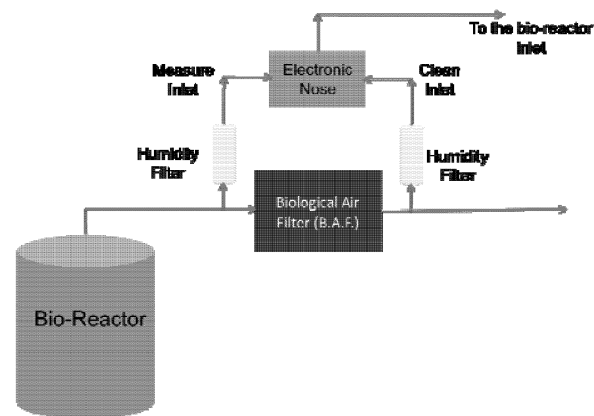 To the bio-reactor
Inlet
Measure
Inlet
Electronic
Nose
Clean
Inlet
Humidity
Filter
Humidity
Filter
Biological Air
Filter (B.A.F.)
Bio-Reactor